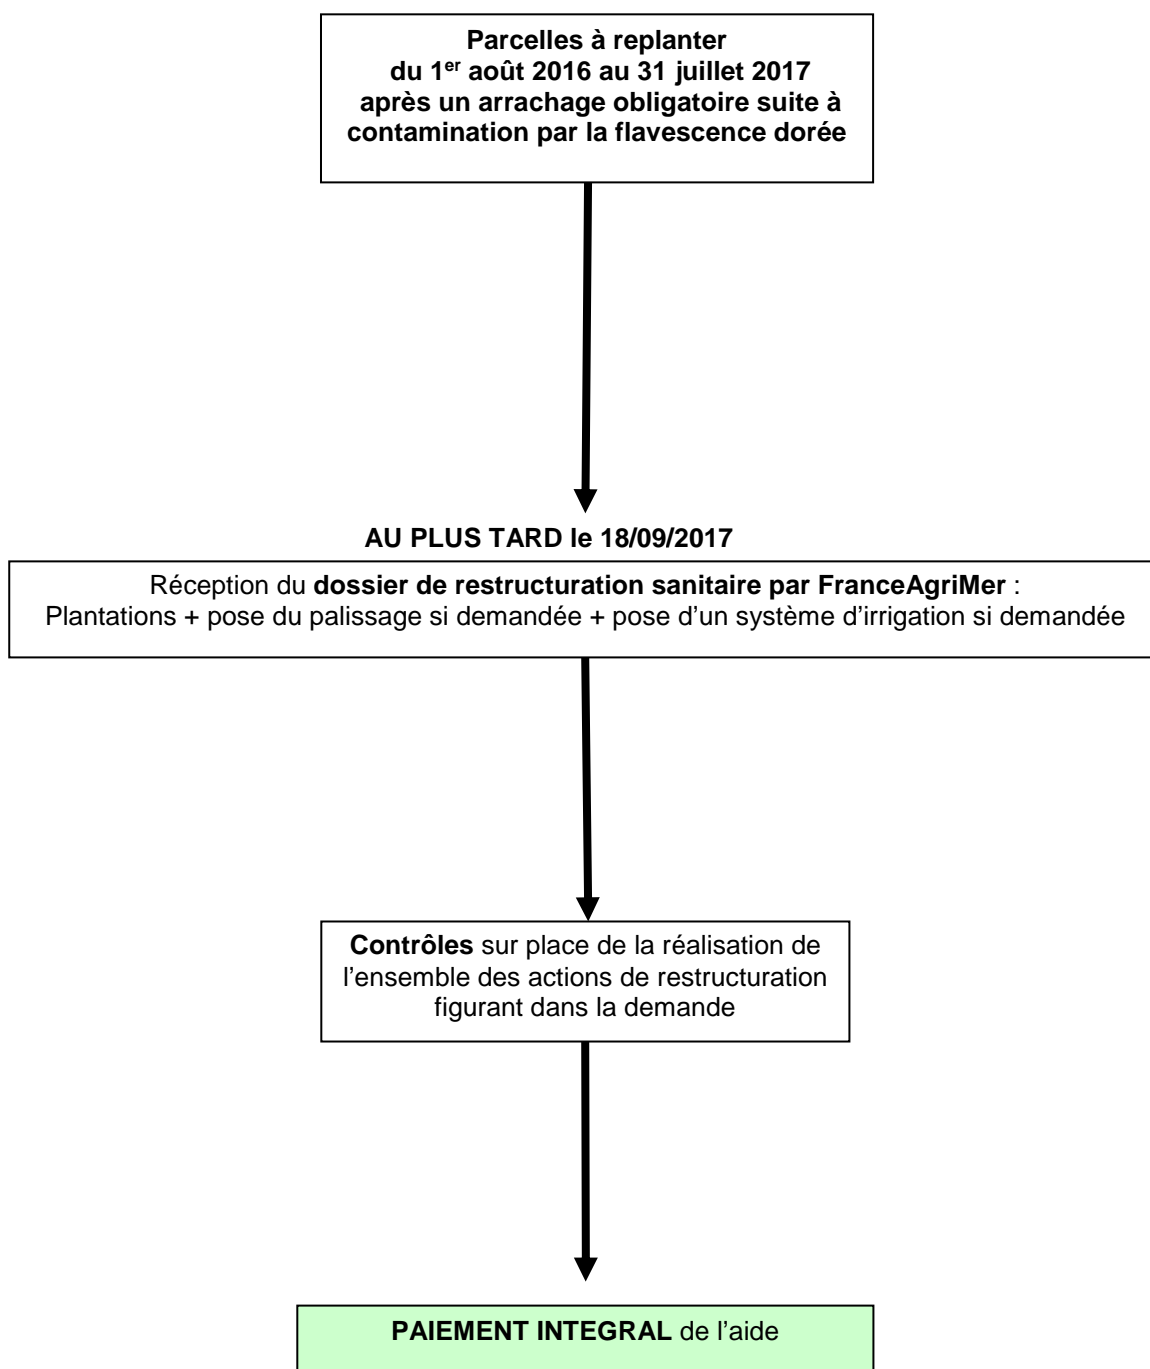 Parcelles à replanter
du 1er août 2016 au 31 juillet 2017
après un arrachage obligatoire suite à
contamination par la flavescence dorée
AU PLUS TARD le 18/09/2017
Réception du dossier de restructuration sanitaire par FranceAgriMer :
Plantations + pose du palissage si demandée + pose d’un système d’irrigation si demandée
Contrôles sur place de la réalisation de
l’ensemble des actions de restructuration
figurant dans la demande
PAIEMENT INTEGRAL de l’aide